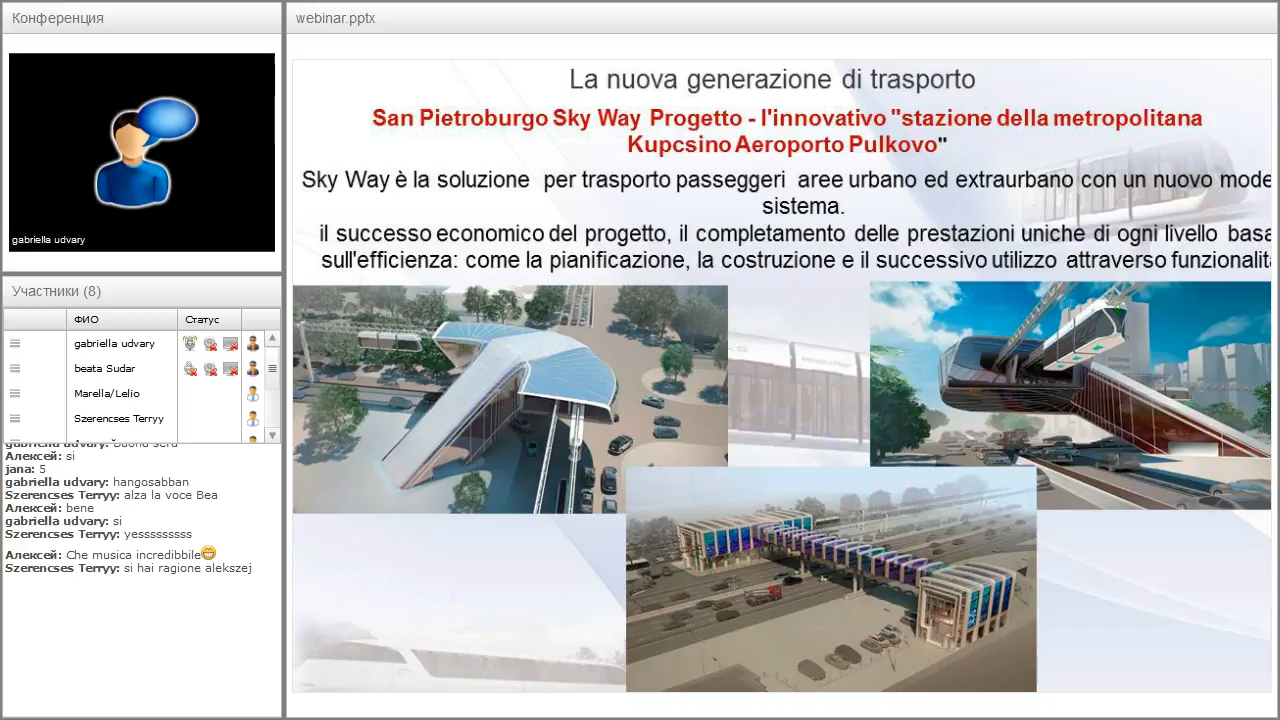 Конференция
gabriella udvary
Участники (8)
ФИО Статус
gabriella udvary
beata Sudar
Marella/Lelio
Szerencses Terryy
gabriella udvary: Buona sera
Алексей: si
jana: 5
gabriella udvary: hangosabban
Szerencses Terryy: alza la voce Bea
Алексей: bene
gabriella udvary: si
Szerencses Terryy: yesssssssss
Алексей: Che musica incredibbile
Szerencses Terryy: si hai ragione alekszej
webinar.pptx
La nuova generazione di trasporto
San Pietroburgo Sky Way Progetto - l'innovativo "stazione della metropolitana
Kupcsino Aeroporto Pulkovo"
Sky Way è la soluzione per trasporto passeggeri aree urbano ed extraurbano con un nuovo mode
sistema.
il successo economico del progetto, il completamento delle prestazioni uniche di ogni livello basa
sull'efficienza: come la pianificazione, la costruzione e il successivo utilizzo attraverso funzionalit